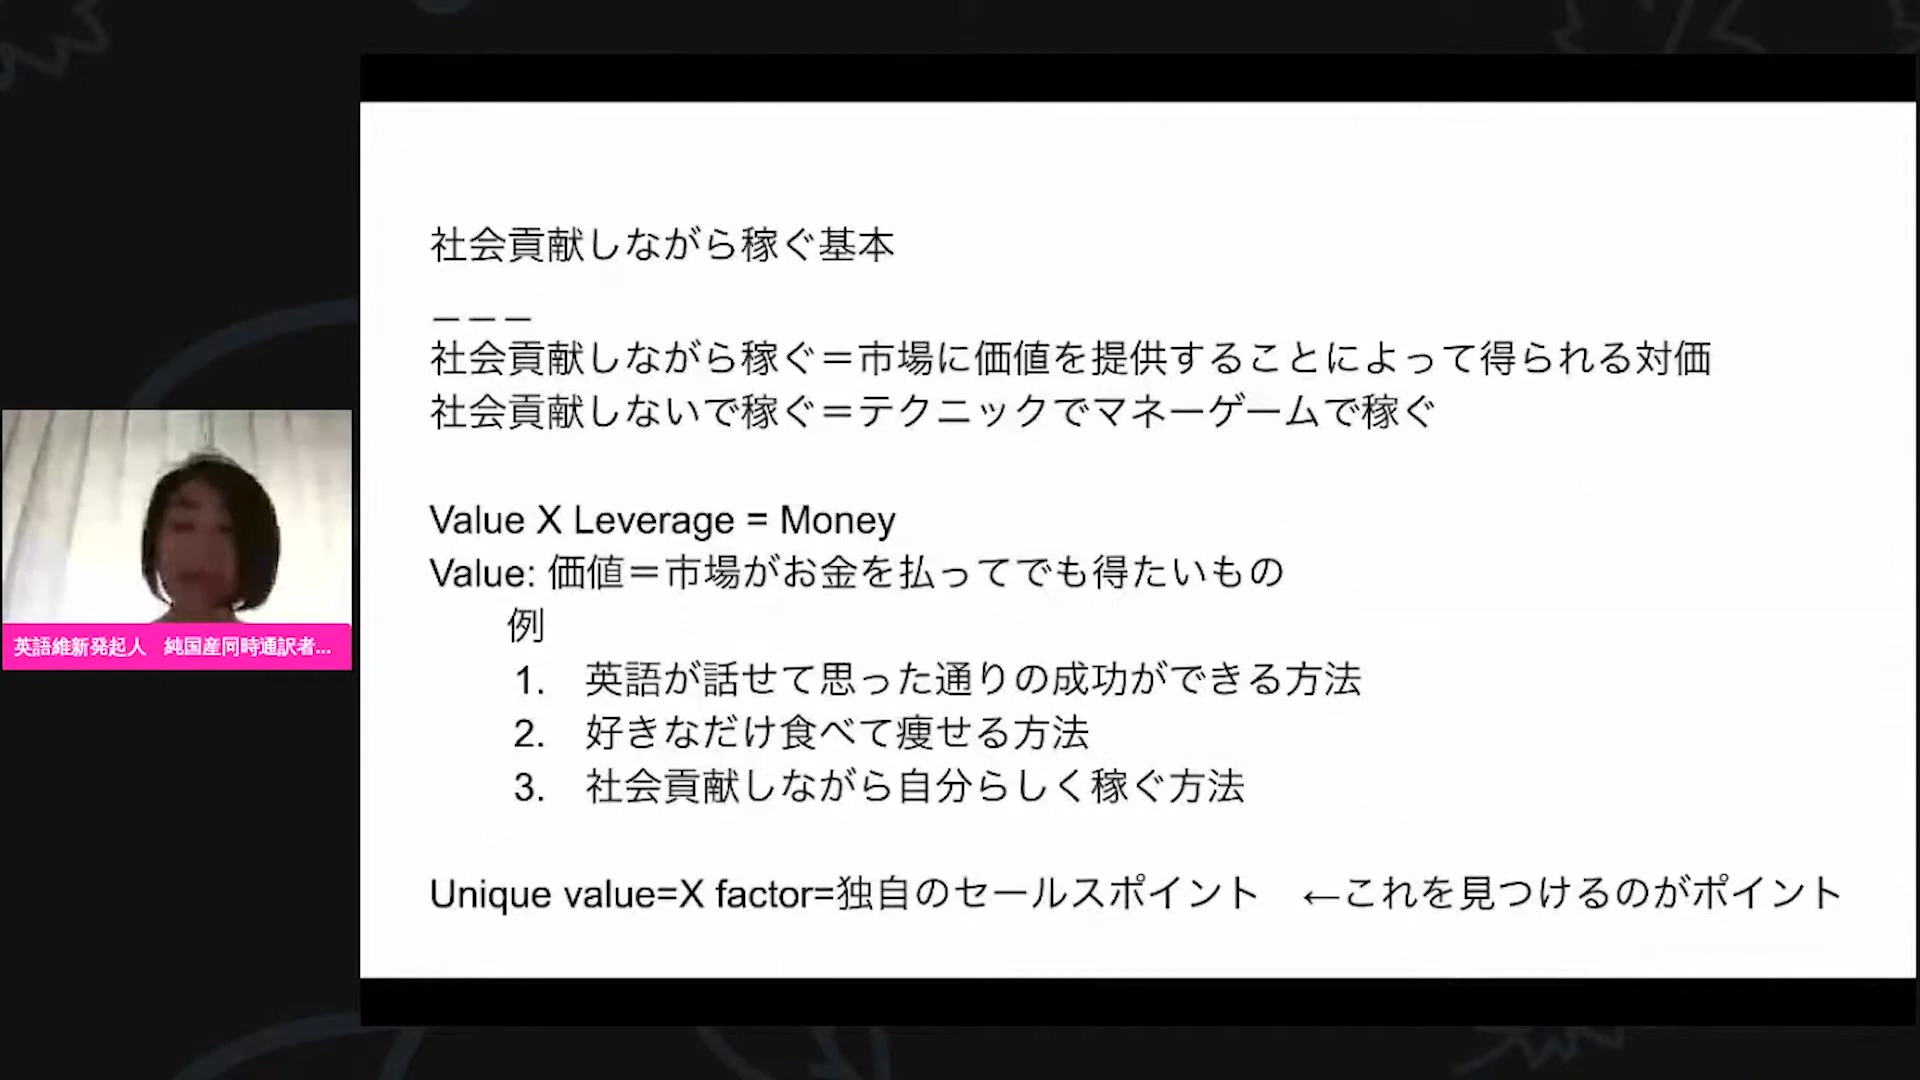 社会貢献しながら稼ぐ基本
＿＿＿
社会貢献しながら稼ぐ＝市場に価値を提供することによって得られる対価
社会貢献しないで稼ぐ＝テクニックでマネーゲームで稼ぐ
Value X Leverage = Money
Value: 価値＝市場がお金を払ってでも得たいもの
例
1. 英語が話せて思った通りの成功ができる方法
2. 好きなだけ食べて痩せる方法
3. 社会貢献しながら自分らしく稼ぐ方法
Unique value=X factor=独自のセールスポイント　←これを見つけるのがポイント
英語維新発起人　純国産同時通訳者...